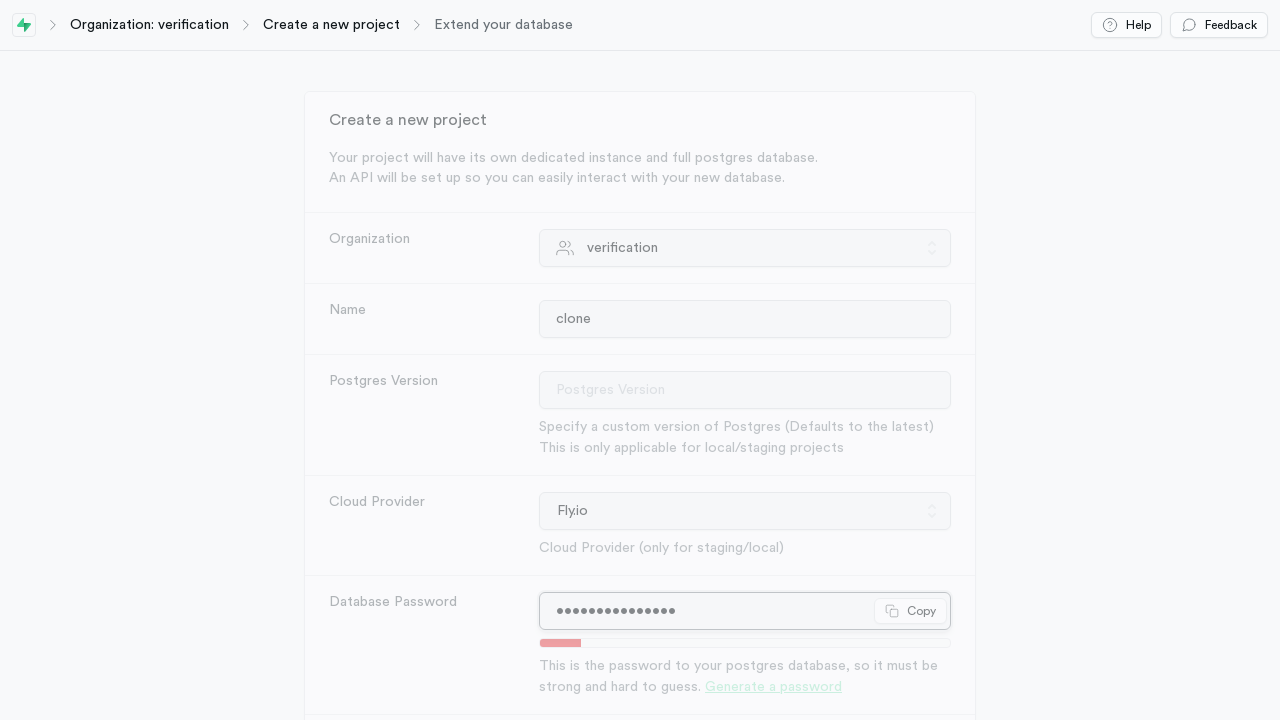 Organization: verification
Create a new project
Extend your database
Help
Feedback
Create a new project
Your project will have its own dedicated instance and full postgres database.
An API will be set up so you can easily interact with your new database.
Organization
verification
Name
clone
Postgres Version
Postgres Version
Specify a custom version of Postgres (Defaults to the latest)
This is only applicable for local/staging projects
Cloud Provider
Fly.io
Cloud Provider (only for staging/local)
Database Password
•••••••••••••••
Copy
This is the password to your postgres database, so it must be
strong and hard to guess. Generate a password